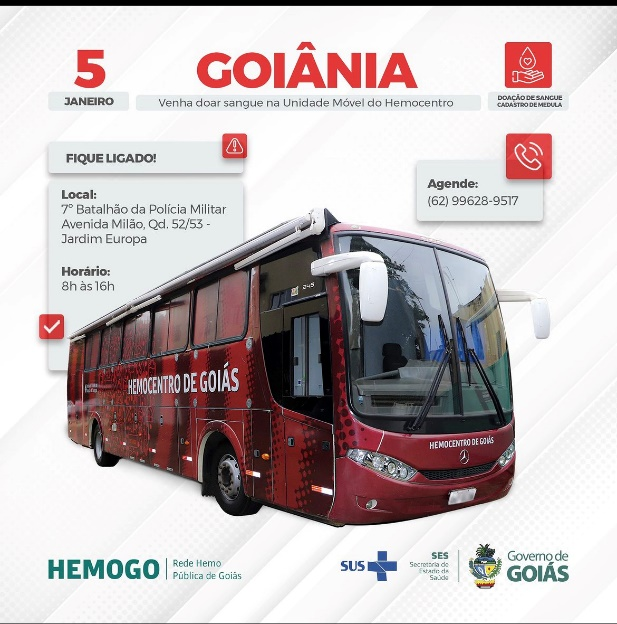 5
JANEIRO
GOIÂNIA
Venha doar sangue na Unidade Móvel do Hemocentro
DOAÇÃO DE SANGUE
CADASTRO DE MEDULA
FIQUE LIGADO!
Local:
7º Batalhão da Polícia Militar
Avenida Milão, Qd. 52/53 -
Jardim Europa
Horário:
8h às 16h
Agende:
(62) 99628-9517
HEMOCENTRO DE GOIÁS
HEMOCENTRO DE GOIÁS
HEMOGO
Rede Hemo
Pública de Goiás
SUS
SES
Secretaria de
Estado da
Saúde
Governo de
GOIÁS